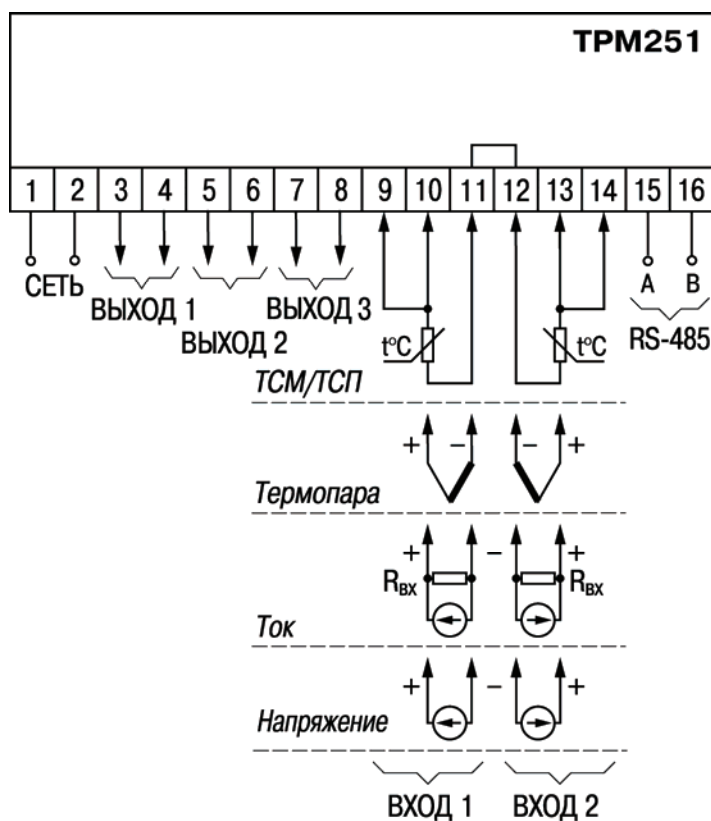 ТРМ251
1 2 3 4 5 6 7 8 9 10 11 12 13 14 15 16
СЕТЬ
ВЫХОД 1
ВЫХОД 2
ВЫХОД 3
A B
RS-485
t°C t°C
ТСМ/ТСП
+ − − +
Термопара
+ − +
Rвх Rвх
Ток
+ − +
Напряжение
ВХОД 1 ВХОД 2